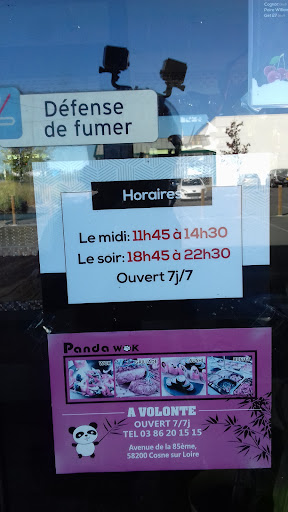 Défense
de fumer
Horaires
Le midi: 11h45 à 14h30
Le soir: 18h45 à 22h30
Ouvert 7j/7
Panda WOK
A VOLONTE
OUVERT 7/7j
TEL 03 86 20 15 15
Avenue de la 85ème,
58200 Cosne sur Loire